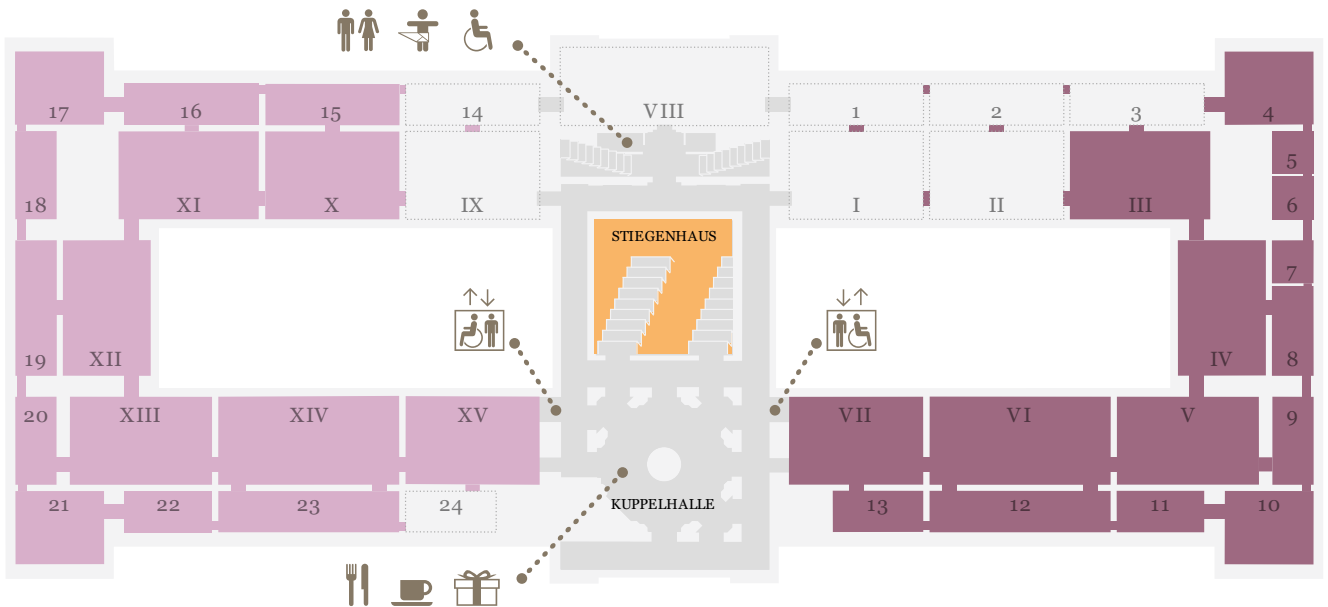 17 16 15 14 VIII 1 2 3 4
5
18 XI X IX I II III 6
STIEGENHAUS
7
19 XII IV 8
20 XIII XIV XV VII VI V 9
21 22 23 24 KUPPELHALLE 13 12 11 10